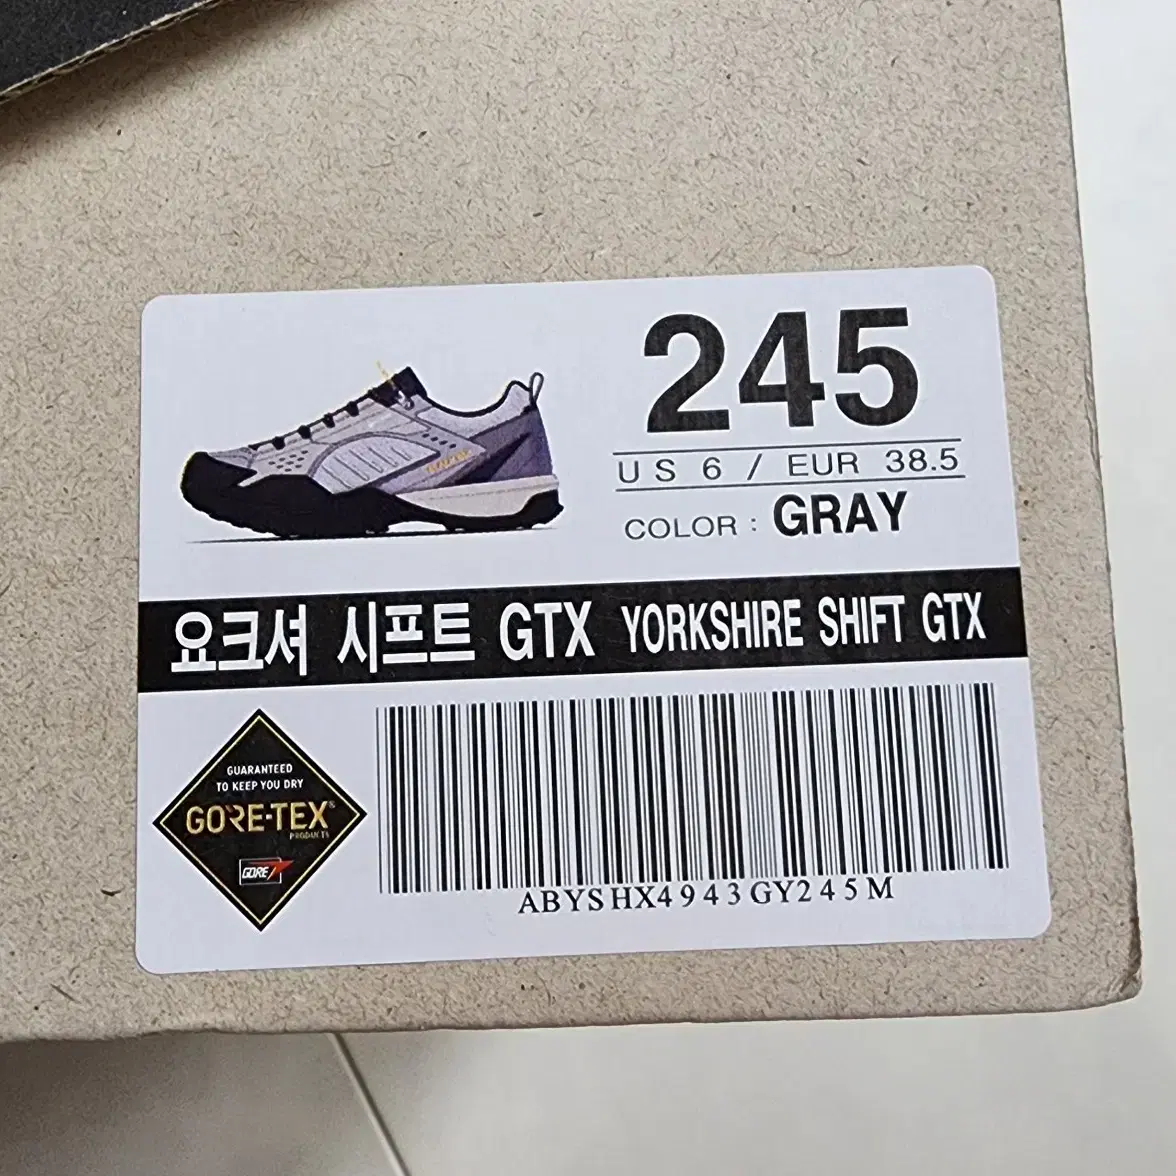 245
US 6 / EUR 38.5
COLOR : GRAY
요크셔 시프트 GTX YORKSHIRE SHIFT GTX
GUARANTEED
TO KEEP YOU DRY
GORE-TEX®
PRODUCTS
GORE
ABYSHX4943GY245M